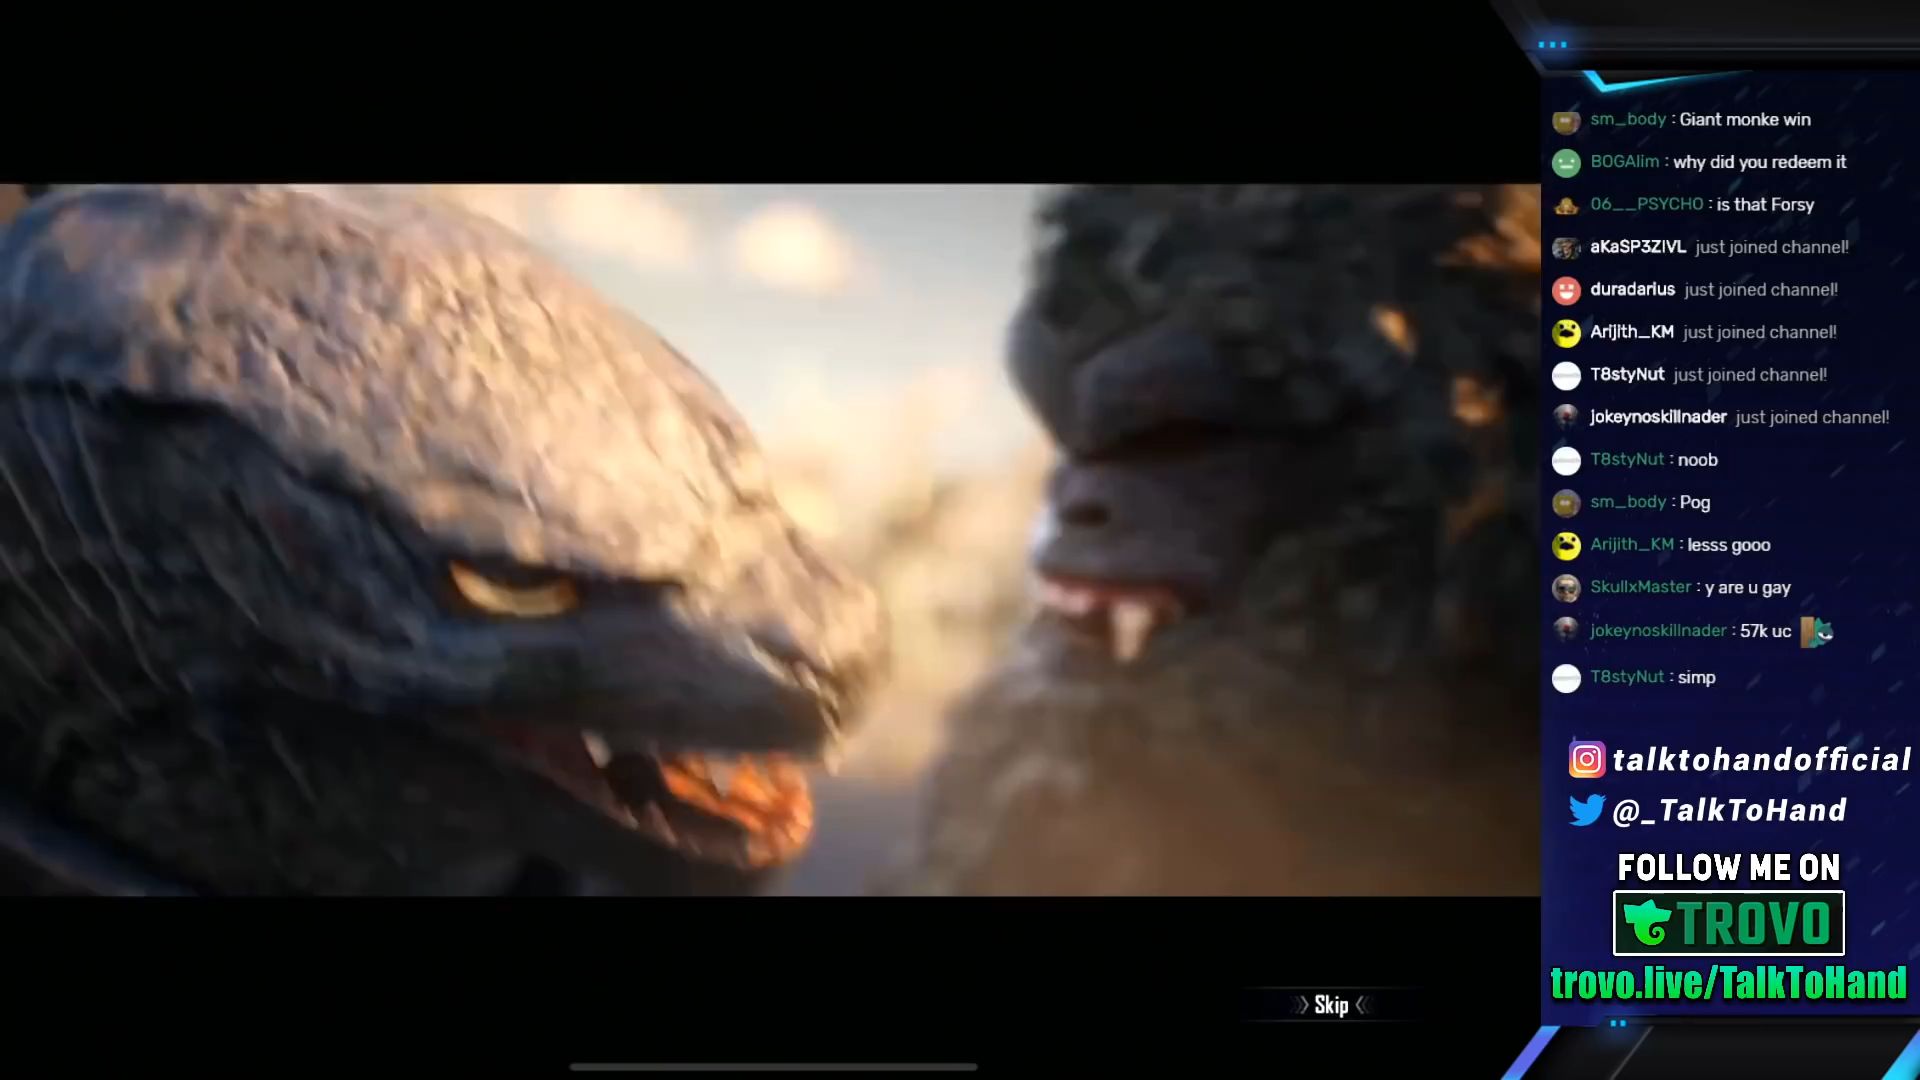 sm_body : Giant monke win
BOGAlim : why did you redeem it
06__PSYCHO : is that Forsy
aKaSP3ZIVL just joined channel!
duradarius just joined channel!
Arijith_KM just joined channel!
T8styNut just joined channel!
jokeynoskillnader just joined channel!
T8styNut : noob
sm_body : Pog
Arijith_KM : lesss gooo
SkullxMaster : y are u gay
jokeynoskillnader : 57k uc
T8styNut : simp
talktohandofficial
@_TalkToHand
FOLLOW ME ON
TROVO
trovo.live/TalkToHand
Skip